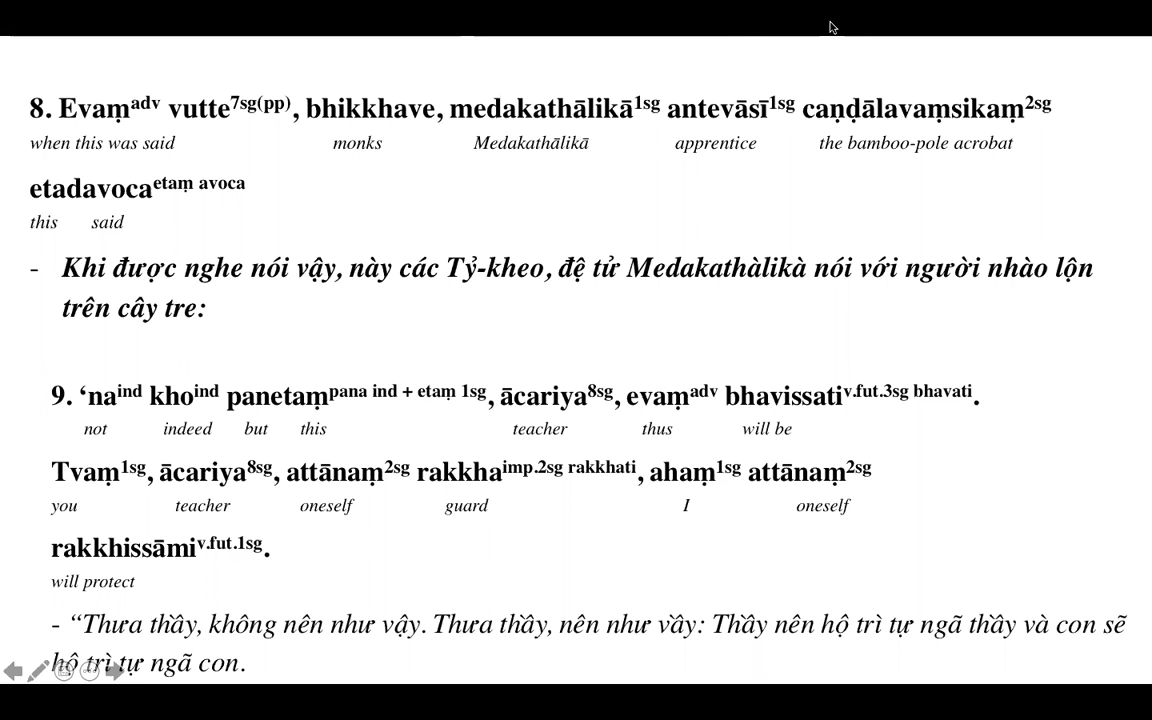 8. Evaṃadv vutte7sg(pp), bhikkhave, medakathālikā1sg antevāsī1sg caṇḍālavaṃsikaṃ2sg
when this was said monks Medakathālikā apprentice the bamboo-pole acrobat
etadavocaetaṃ avoca
this said
- Khi được nghe nói vậy, này các Tỷ-kheo, đệ tử Medakathàlikà nói với người nhào lộn
trên cây tre:
9. ‘naind khoind panetaṃpana ind + etaṃ 1sg, ācariya8sg, evaṃadv bhavissativ.fut.3sg bhavati.
not indeed but this teacher thus will be
Tvaṃ1sg, ācariya8sg, attānaṃ2sg rakkhaimp.2sg rakkhati, ahaṃ1sg attānaṃ2sg
you teacher oneself guard I oneself
rakkhissāmiv.fut.1sg.
will protect
- “Thưa thầy, không nên như vậy. Thưa thầy, nên như vầy: Thầy nên hộ trì tự ngã thầy và con sẽ
hộ trì tự ngã con.